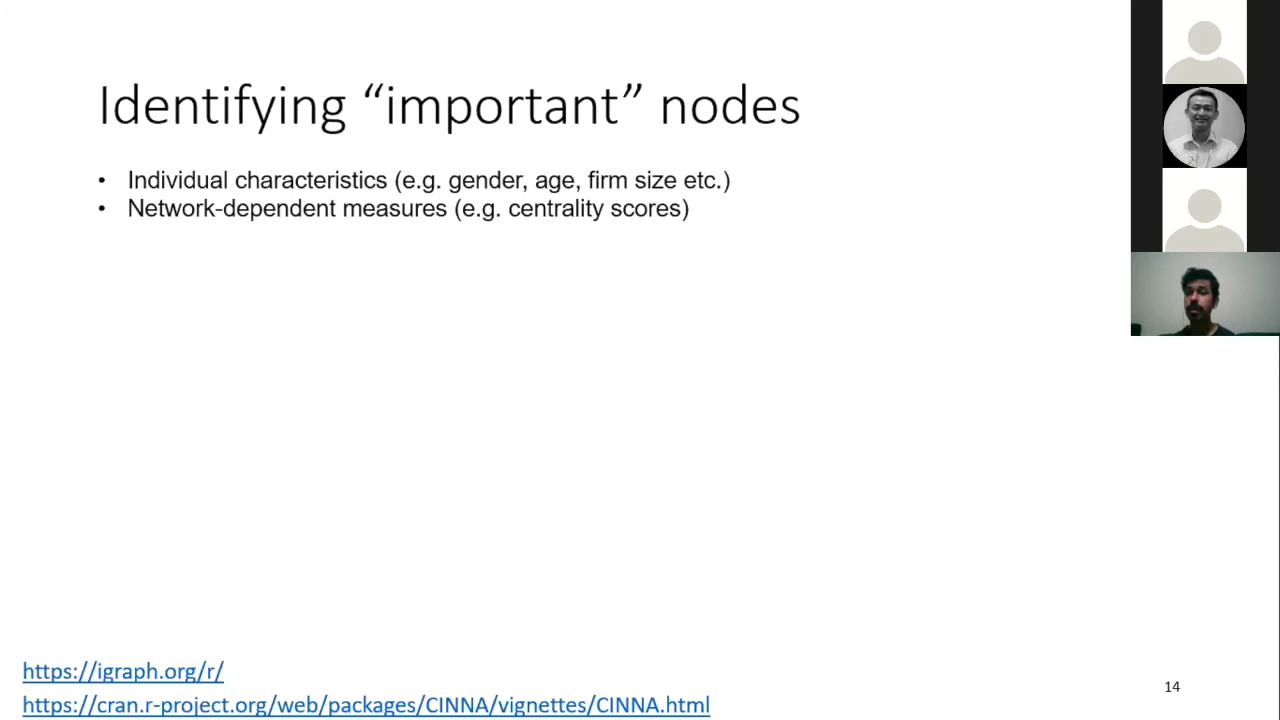 Identifying “important” nodes
• Individual characteristics (e.g. gender, age, firm size etc.)
• Network-dependent measures (e.g. centrality scores)
https://igraph.org/r/
https://cran.r-project.org/web/packages/CINNA/vignettes/CINNA.html
14